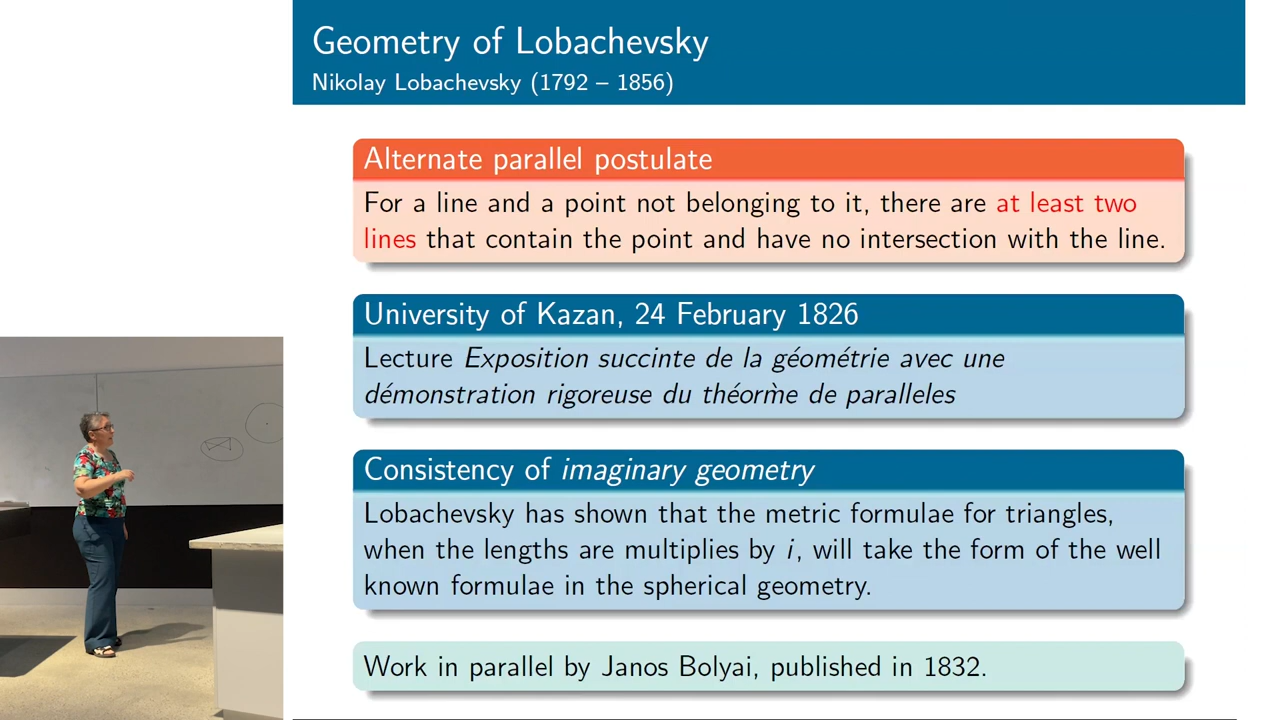 Geometry of Lobachevsky
Nikolay Lobachevsky (1792 – 1856)
Alternate parallel postulate
For a line and a point not belonging to it, there are at least two
lines that contain the point and have no intersection with the line.
University of Kazan, 24 February 1826
Lecture Exposition succinte de la géométrie avec une
démonstration rigoreuse du théorm̀e de paralleles
Consistency of imaginary geometry
Lobachevsky has shown that the metric formulae for triangles,
when the lengths are multiplies by i, will take the form of the well
known formulae in the spherical geometry.
Work in parallel by Janos Bolyai, published in 1832.